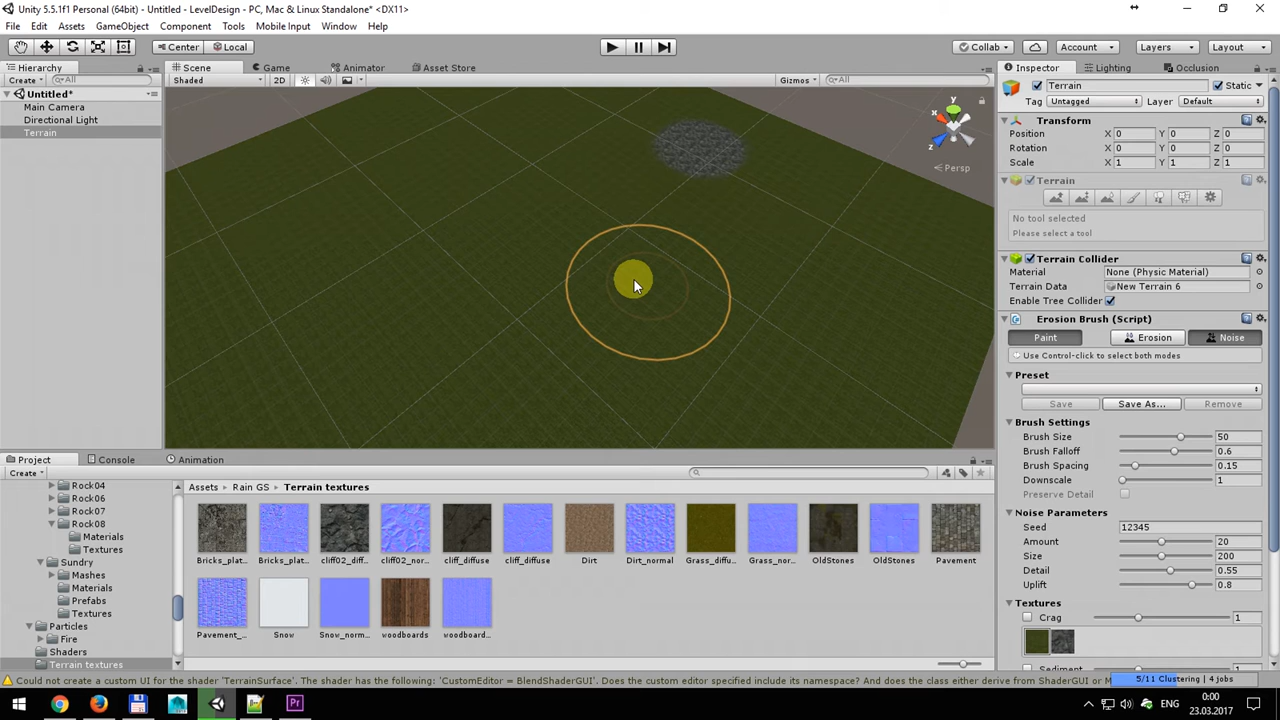 Unity 5.5.1f1 Personal (64bit) - Untitled - LevelDesign - PC, Mac & Linux Standalone* <DX11>
File Edit Assets GameObject Component Tools Mobile Input Window Help
Center Local Collab Account Layers Layout
Hierarchy Scene Game Animator Asset Store Inspector Lighting Occlusion
Create All Shaded 2D Gizmos All
Terrain Static
Untitled*
Tag Untagged Layer Default
Main Camera
Directional Light
Terrain
y
x
z
Persp
Transform
Position X 0 Y 0 Z 0
Rotation X 0 Y 0 Z 0
Scale X 1 Y 1 Z 1
Terrain
No tool selected
Please select a tool
Terrain Collider
Material None (Physic Material)
Terrain Data New Terrain 6
Enable Tree Collider
Erosion Brush (Script)
Paint Erosion Noise
Use Control-click to select both modes
Preset
Save Save As... Remove
Brush Settings
Brush Size 50
Brush Falloff 0.6
Brush Spacing 0.15
Downscale 1
Preserve Detail
Noise Parameters
Seed 12345
Amount 20
Size 200
Detail 0.55
Uplift 0.8
Textures
Crag 1
Sediment
Project Console Animation
Create
Assets Rain GS Terrain textures
Rock04
Rock06
Rock07
Rock08
Materials
Textures
Sundry
Mashes
Materials
Prefabs
Textures
Particles
Fire
Shaders
Terrain textures
Bricks_plat... Bricks_plat... cliff02_diff... cliff02_nor... cliff_diffuse cliff_diffuse Dirt Dirt_normal Grass_diffu... Grass_nor... OldStones OldStones Pavement
Pavement_... Snow Snow_norm... woodboards woodboard...
Could not create a custom UI for the shader 'TerrainSurface'. The shader has the following: 'CustomEditor = BlendShaderGUI'. Does the custom editor include its namespace? And does the class either derive from ShaderGUI or M
5/11 Clustering | 4 jobs
Pr
ENG
0:00
23.03.2017